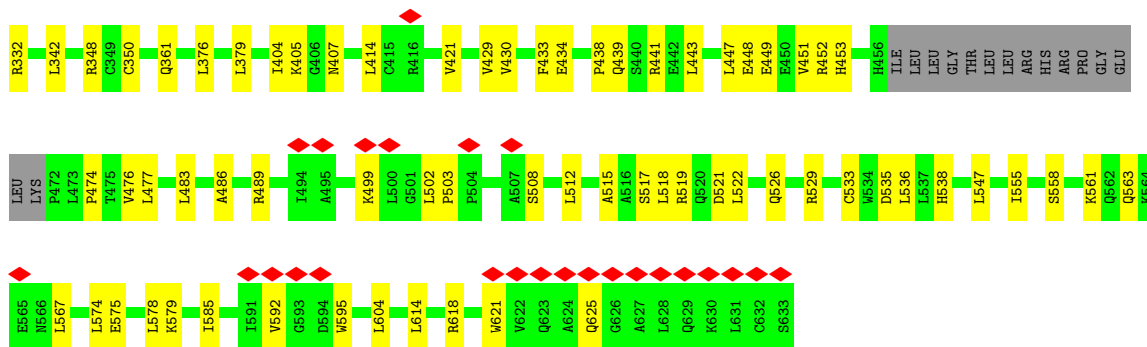 R332 L342 R348 C349 C350 Q361 L376 L379 I404 K405 G406 N407 L414 C415 R416 V421 V429 V430 F433 E434 P438 Q439 S440 R441 E442 L443 L447 E448 E449 E450 V451 R452 H453 H456 ILE LEU LEU GLY THR LEU LEU ARG HIS ARG PRO GLY GLU
LEU LYS P472 L473 P474 T475 V476 L477 L483 A486 R489 I494 A495 K499 L500 G501 L502 P503 P504 A507 S508 L512 A515 A516 S517 L518 R519 Q520 D521 L522 Q526 R529 C533 W534 D535 L536 L537 H538 L547 I555 S558 K561 Q562 Q563 K564
E565 N566 L567 L574 E575 L578 K579 I585 I591 V592 G593 D594 W595 L604 L614 R618 W621 V622 Q623 A624 Q625 G626 A627 L628 Q629 K630 L631 C632 S633